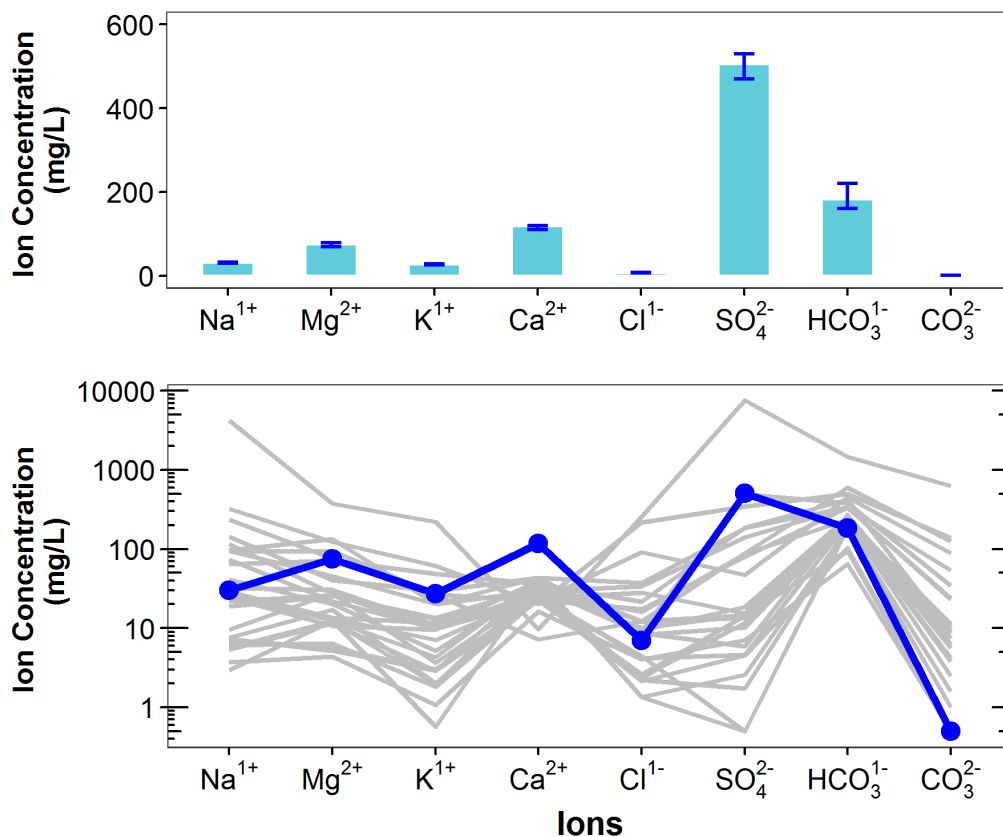 Ion Concentration
(mg/L)
600
400
200
0
Na¹⁺ Mg²⁺ K¹⁺ Ca²⁺ Cl¹⁻ SO₄²⁻ HCO₃¹⁻ CO₃²⁻
Ion Concentration
(mg/L)
10000
1000
100
10
1
Na¹⁺ Mg²⁺ K¹⁺ Ca²⁺ Cl¹⁻ SO₄²⁻ HCO₃¹⁻ CO₃²⁻
Ions